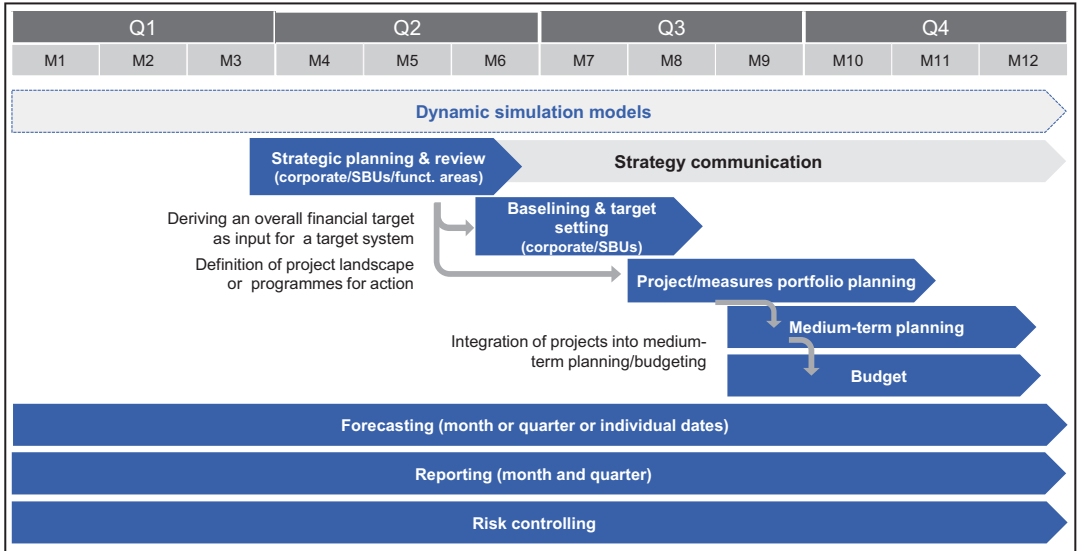 Q1 Q2 Q3 Q4
M1 M2 M3 M4 M5 M6 M7 M8 M9 M10 M11 M12
Dynamic simulation models
Strategic planning & review
(corporate/SBUs/funct. areas)
Strategy communication
Deriving an overall financial target
as input for a target system
Baselining & target
setting
(corporate/SBUs)
Definition of project landscape
or programmes for action
Project/measures portfolio planning
Integration of projects into medium-
term planning/budgeting
Medium-term planning
Budget
Forecasting (month or quarter or individual dates)
Reporting (month and quarter)
Risk controlling